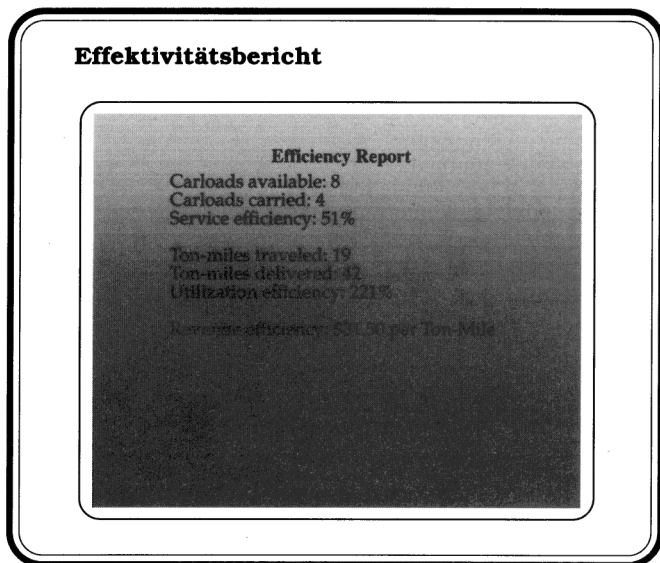 Effektivitätsbericht
Efficiency Report
Carloads available: 8
Carloads carried: 4
Service efficiency: 51%
Ton-miles traveled: 19
Ton-miles delivered: 42
Utilization efficiency: 221%
Revenue efficiency: per Ton-Mile